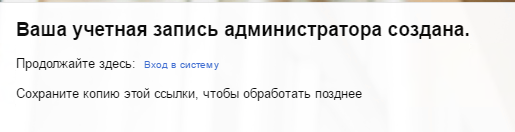 Ваша учетная запись администратора создана.
Продолжайте здесь: Вход в систему
Сохраните копию этой ссылки, чтобы обработать позднее